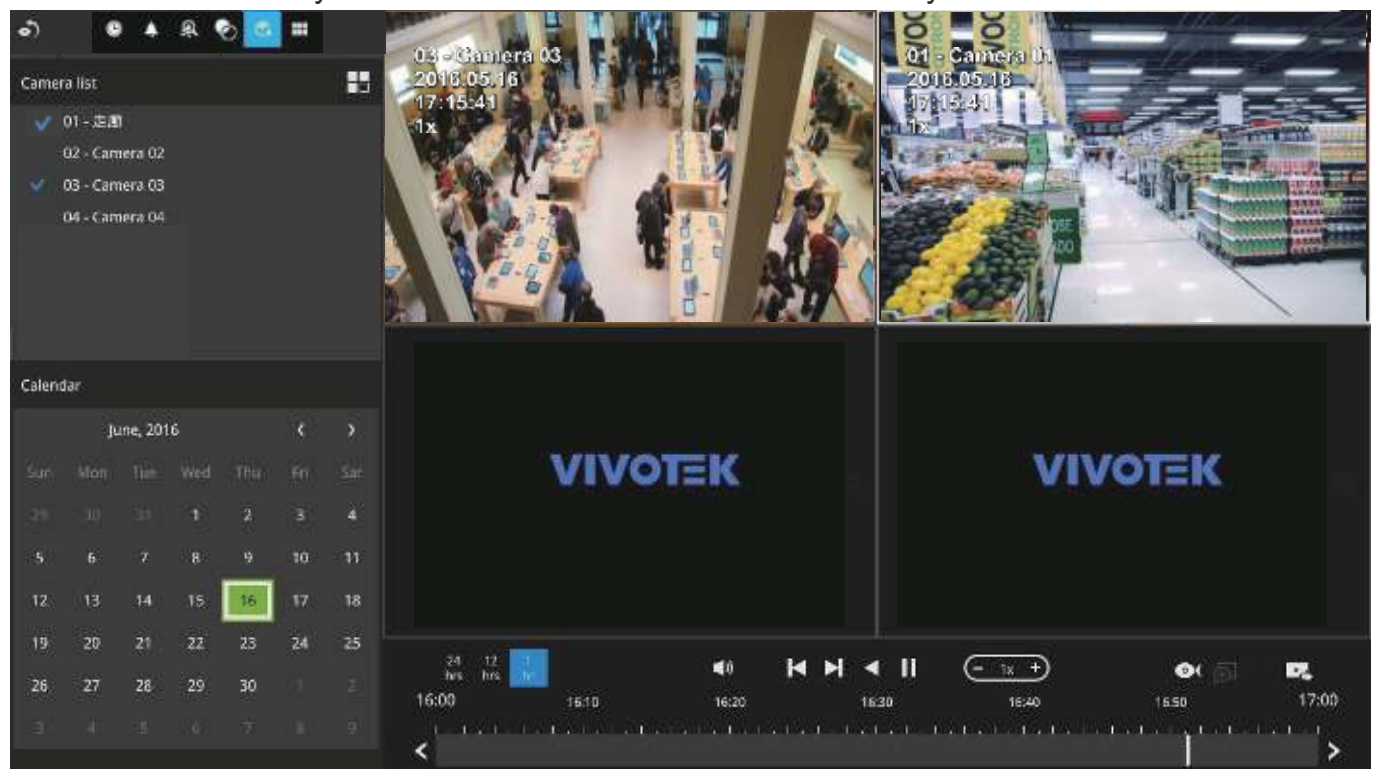 Camera list
01 - 走廊
02 - Camera 02
03 - Camera 03
04 - Camera 04
Calendar
June, 2016
Sun Mon Tue Wed Thu Fri Sat
29 30 31 1 2 3 4
5 6 7 8 9 10 11
12 13 14 15 16 17 18
19 20 21 22 23 24 25
26 27 28 29 30 1 2
3 4 5 6 7 8 9
03 - Camera 03
2016.05.16
17:15:41
1x
01 - Camera 01
2016.05.16
17:15:41
1x
VIVOTEK
VIVOTEK
24 hrs
12 hrs
1 hr
1x
16:00 16:10 16:20 16:30 16:40 16:50 17:00